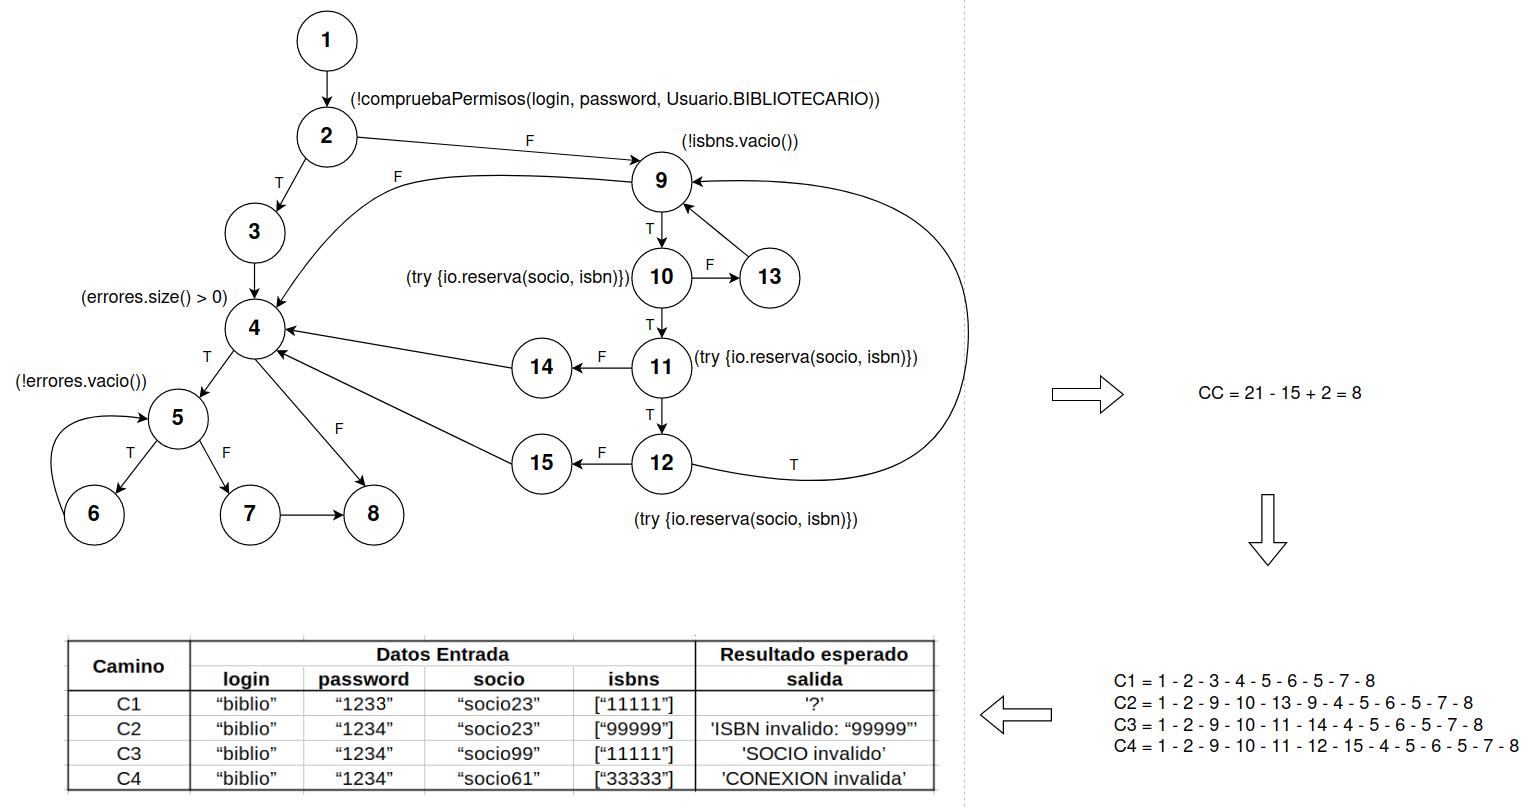 1
(!compruebaPermisos(login, password, Usuario.BIBLIOTECARIO))
2
F
(!isbns.vacio())
T
F
9
3
T
(try {io.reserva(socio, isbn)})
10
F
13
(errores.size() > 0)
4
T
T
F
14
F
11
(try {io.reserva(socio, isbn)})
(!errores.vacio())
5
T
F
T
15
F
12
T
6
7
8
(try {io.reserva(socio, isbn)})
CC = 21 - 15 + 2 = 8
C1 = 1 - 2 - 3 - 4 - 5 - 6 - 5 - 7 - 8
C2 = 1 - 2 - 9 - 10 - 13 - 9 - 4 - 5 - 6 - 5 - 7 - 8
C3 = 1 - 2 - 9 - 10 - 11 - 14 - 4 - 5 - 6 - 5 - 7 - 8
C4 = 1 - 2 - 9 - 10 - 11 - 12 - 15 - 4 - 5 - 6 - 5 - 7 - 8
Camino Datos Entrada Resultado esperado
login password socio isbns salida
C1 “biblio” “1233” “socio23” [“11111”] '?’
C2 “biblio” “1234” “socio23” [“99999”] 'ISBN invalido: “99999”’
C3 “biblio” “1234” “socio99” [“11111”] 'SOCIO invalido’
C4 “biblio” “1234” “socio61” [“33333”] 'CONEXION invalida’